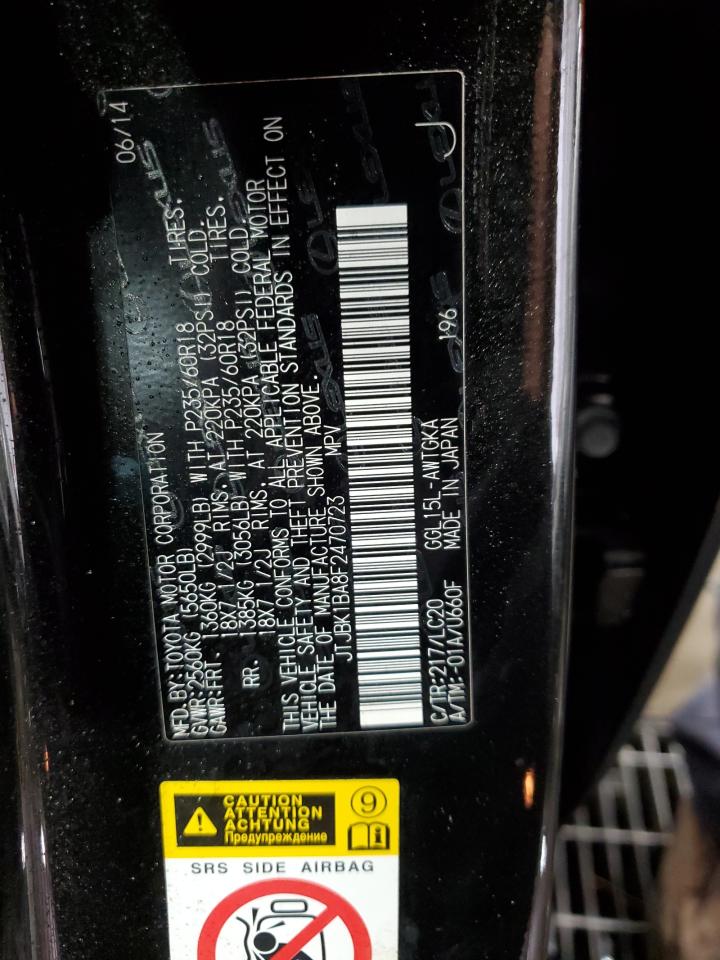 MFD.BY:TOYOTA MOTOR CORPORATION 06/14
GVWR:2560KG (5650LB)
GAWR:FRT. 1360KG (2999LB) WITH P235/60R18 TIRES.
18X7 1/2J RIMS. AT 220KPA (32PSI) COLD.
RR. 1385KG (3056LB) WITH P235/60R18 TIRES.
18X7 1/2J RIMS. AT 220KPA (32PSI) COLD.
THIS VEHICLE CONFORMS TO ALL APPLICABLE FEDERAL MOTOR
VEHICLE SAFETY AND THEFT PREVENTION STANDARDS IN EFFECT ON
THE DATE OF MANUFACTURE SHOWN ABOVE.
JTJBK1BA8F2470723 MPV
C/TR:217/LC20 GGL15L-AWTGKA 196
A/TM:-01A/U660F MADE IN JAPAN J
LEXUS
LEXUS
LEXUS
LEXUS
CAUTION
ATTENTION
ACHTUNG
Предупреждение
9
SRS SIDE AIRBAG